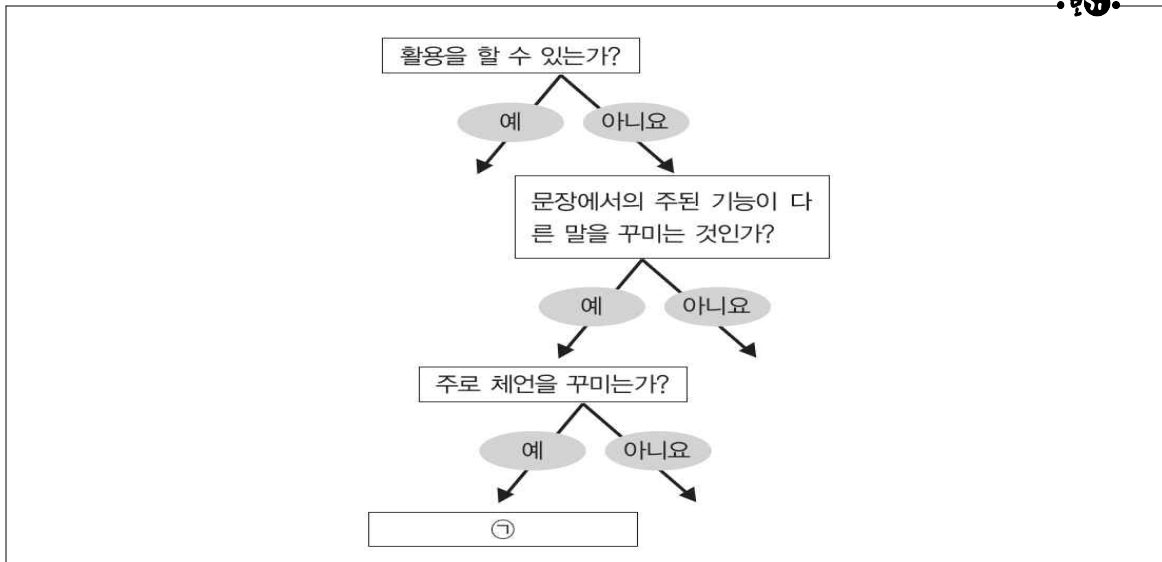 활용을 할 수 있는가?
예
아니요
문장에서의 주된 기능이 다
른 말을 꾸미는 것인가?
예
아니요
주로 체언을 꾸미는가?
예
아니요
㉠